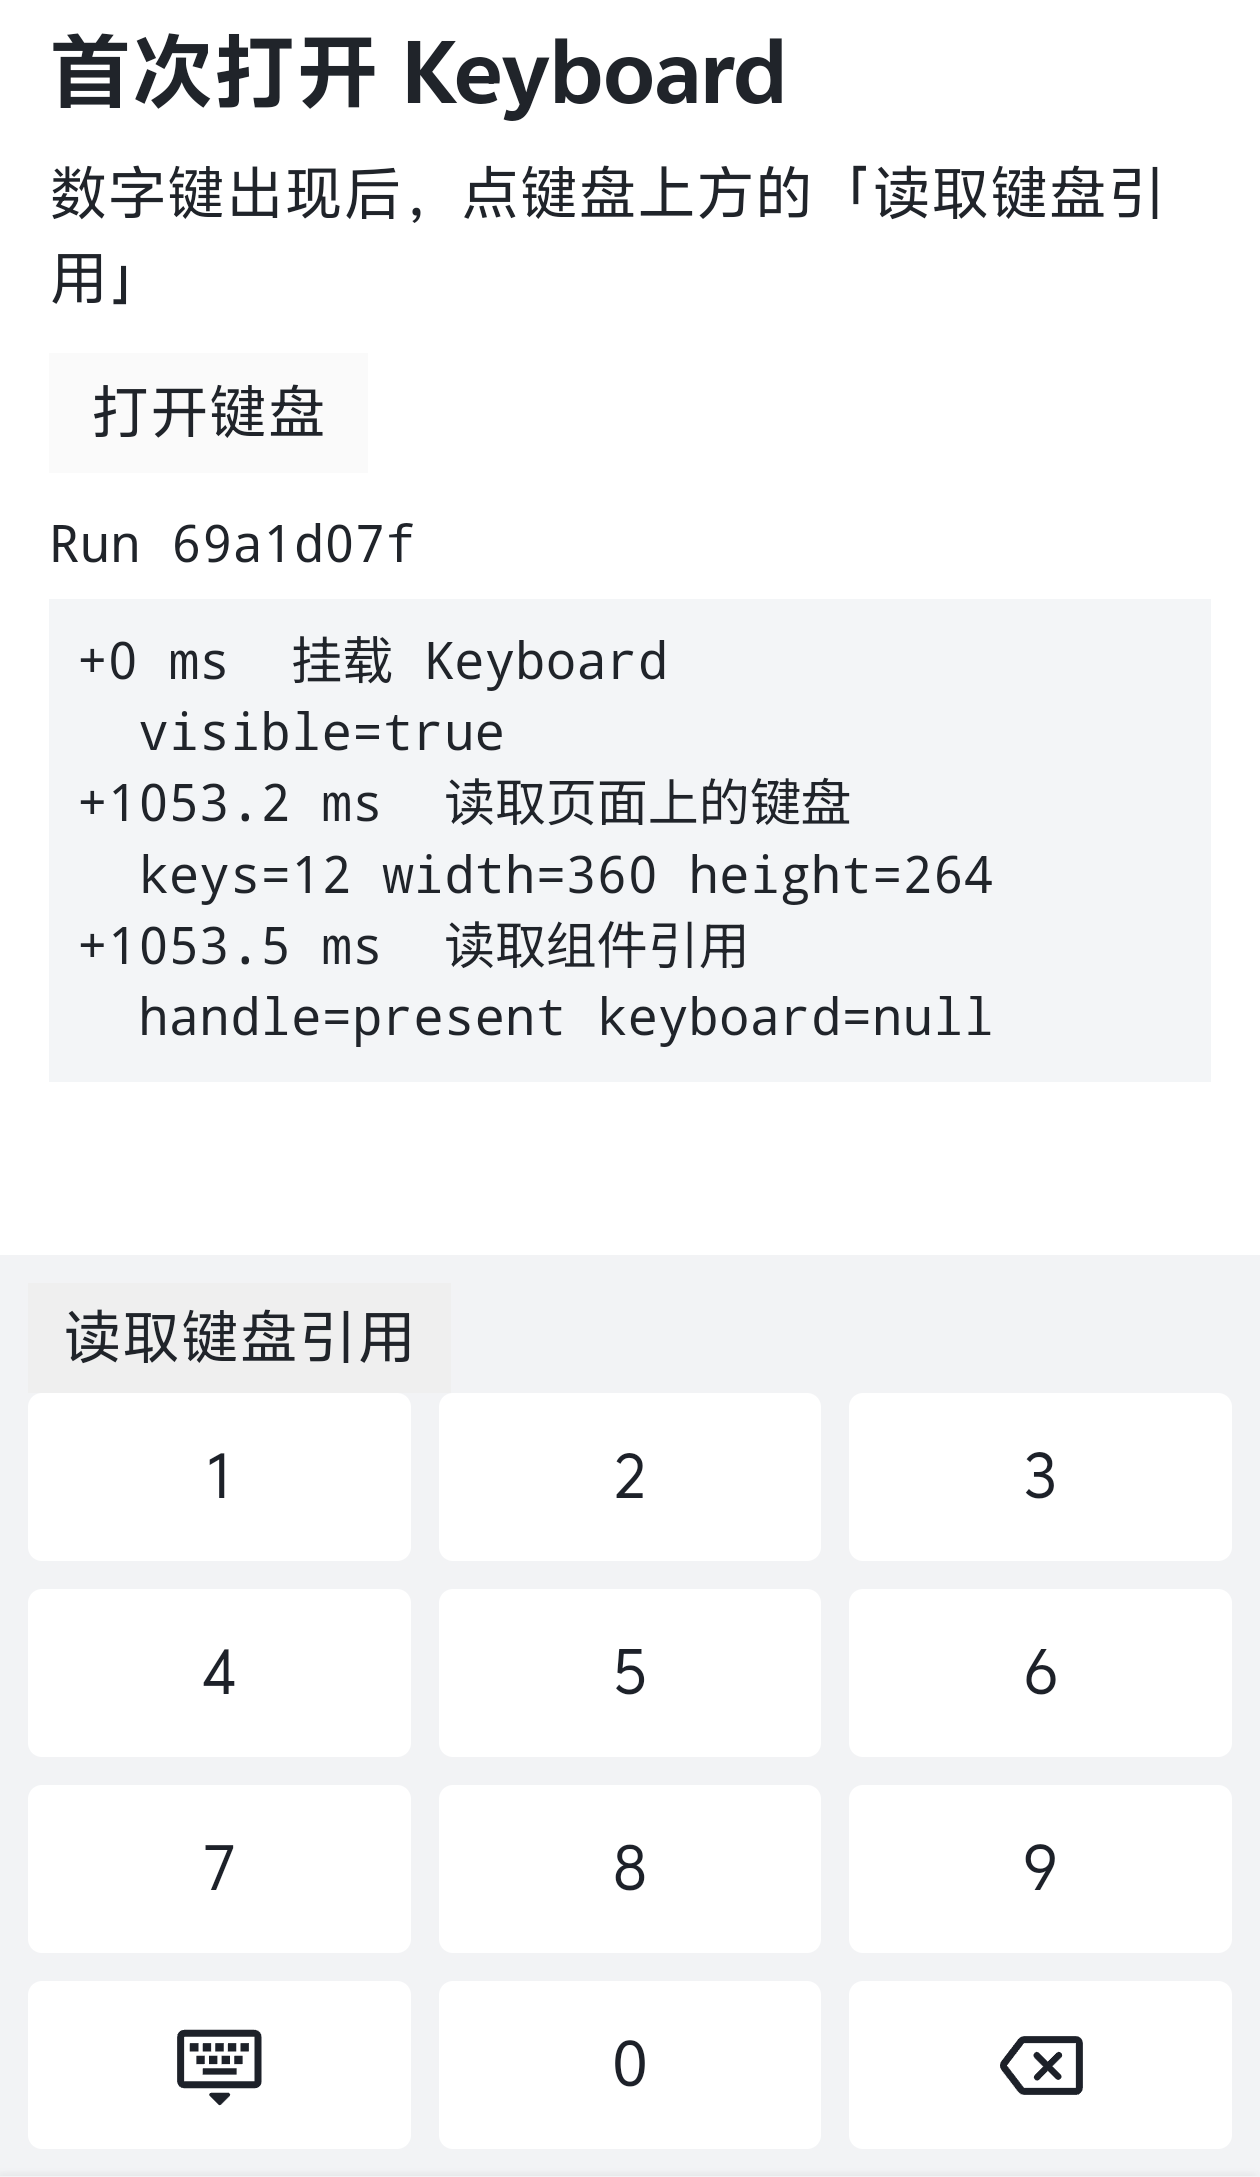 首次打开 Keyboard
数字键出现后，点键盘上方的「读取键盘引
用」
打开键盘
Run 69a1d07f
+0 ms  挂载 Keyboard
  visible=true
+1053.2 ms  读取页面上的键盘
  keys=12 width=360 height=264
+1053.5 ms  读取组件引用
  handle=present keyboard=null
读取键盘引用
1 2 3
4 5 6
7 8 9
0